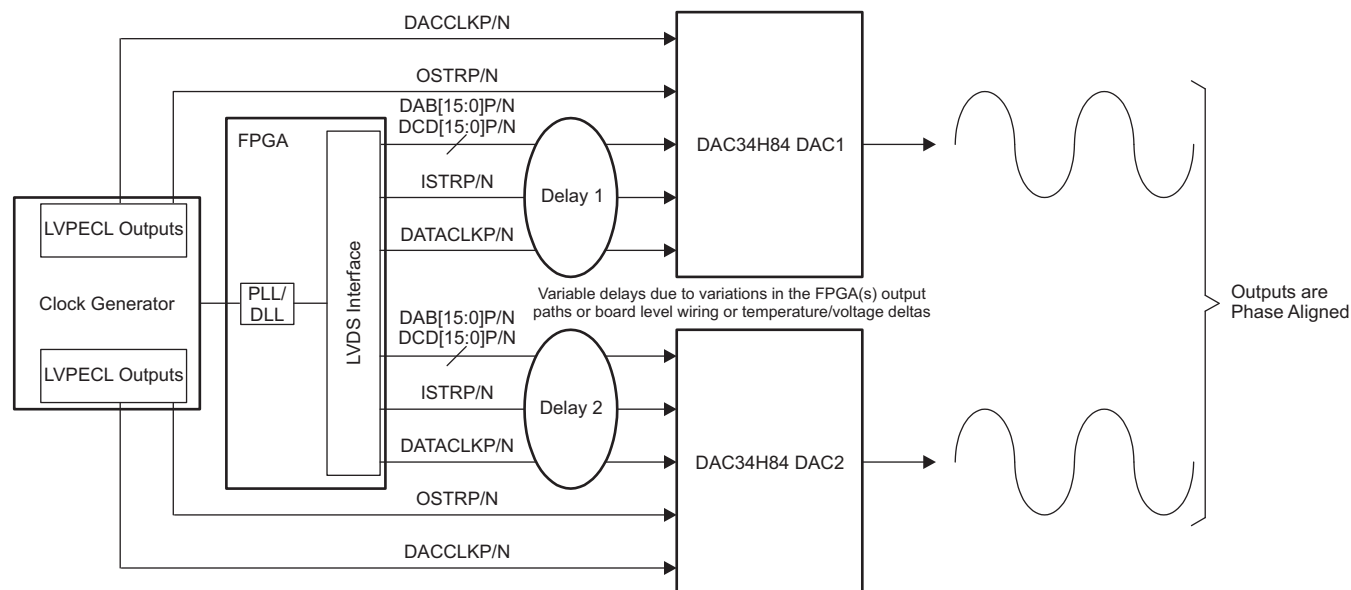 DACCLKP/N
OSTRP/N
DAB[15:0]P/N
DCD[15:0]P/N
FPGA
DAC34H84 DAC1
ISTRP/N
Delay 1
LVPECL Outputs
DATACLKP/N
LVDS Interface
Clock Generator
PLL/
DLL
Variable delays due to variations in the FPGA(s) output
paths or board level wiring or temperature/voltage deltas
Outputs are
Phase Aligned
DAB[15:0]P/N
DCD[15:0]P/N
LVPECL Outputs
ISTRP/N
Delay 2
DATACLKP/N
DAC34H84 DAC2
OSTRP/N
DACCLKP/N